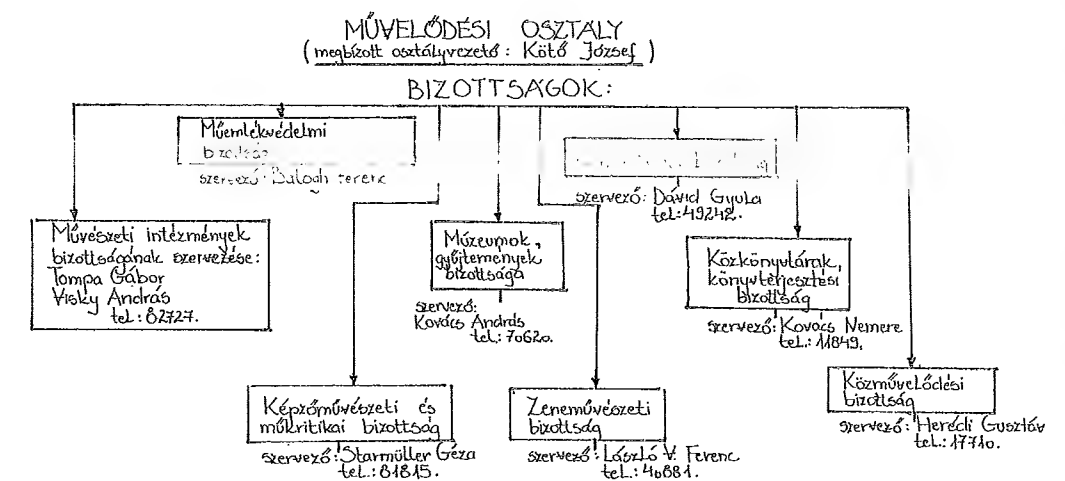 MŰVELŐDÉSI OSZTÁLY
(megbízott osztályvezető: Kötő József)
BIZOTTSÁGOK:
Műemlékvédelmi
bizottság
szervező: Balogh Ferenc
szervező: Dávid Gyula
tel.:49242.
Művészeti intézmények
bizottságának szervezése:
Tompa Gábor
Visky András
tel.:82727.
Múzeumok,
gyűjtemények
bizottsága
szervező:
Kovács András
tel.:70620.
Közkönyvtárak,
könyvterjesztési
bizottság
szervező: Kovács Nemere
tel.:11849.
Képzőművészeti és
műkritikai bizottság
szervező: Starmüller Géza
tel.:81815.
Zeneművészeti
bizottság
szervező: László V. Ferenc
tel.:40881.
Közművelődési
bizottság
szervező: Herédi Gusztáv
tel.:17710.